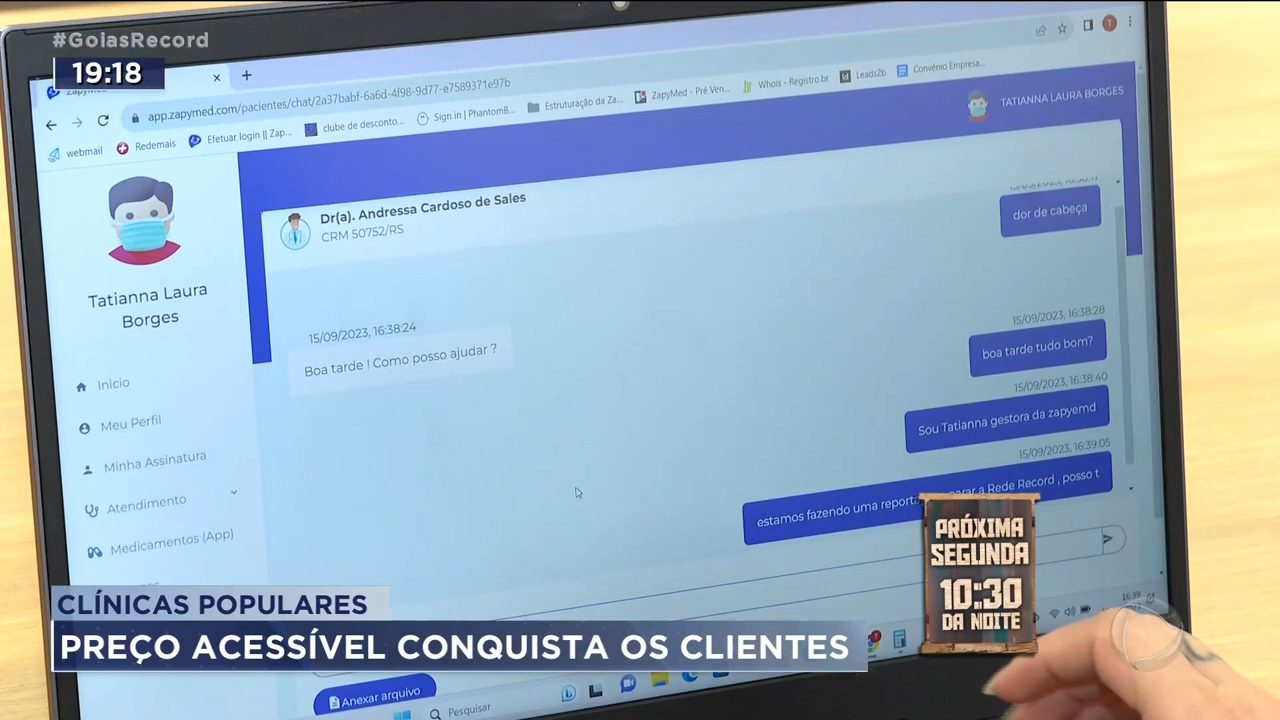 #GoiasRecord
19:18
app.zapymed.com/pacientes/chat/2a37babf-6a6d-4f98-9d77-e7589371e97b
webmail
Redemais
Efetuar login || Zap...
clube de desconto...
Sign in | PhantomB...
Estruturação da Za...
ZapyMed - Pré Ven...
Whois - Registro.br
Leads2b
Convênio Empresa...
TATIANNA LAURA BORGES
Tatianna Laura
Borges
Inicio
Meu Perfil
Minha Assinatura
Atendimento
Medicamentos (App)
Dr(a). Andressa Cardoso de Sales
CRM 50752/RS
dor de cabeça
15/09/2023, 16:38:24
Boa tarde ! Como posso ajudar ?
15/09/2023, 16:38:28
boa tarde tudo bom?
15/09/2023, 16:38:40
Sou Tatianna gestora da zapyemd
15/09/2023, 16:39:05
estamos fazendo uma reporta a Rede Record , posso t
Anexar arquivo
Pesquisar
16:39
PRÓXIMA
SEGUNDA
10:30
DA NOITE
CLÍNICAS POPULARES
PREÇO ACESSÍVEL CONQUISTA OS CLIENTES